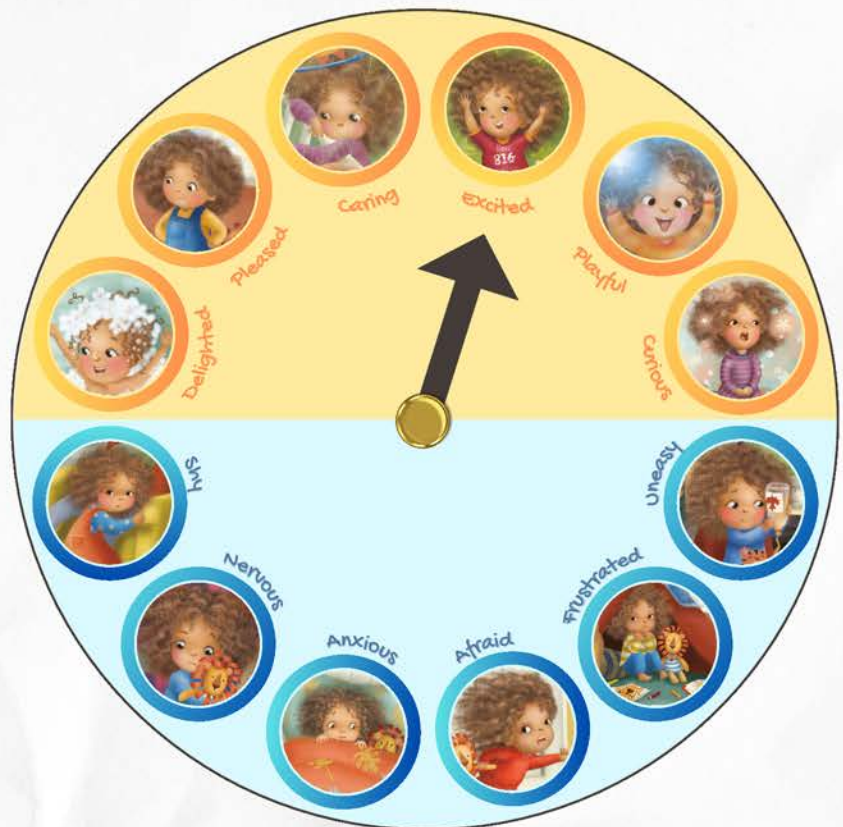 Caring
Excited
Pleased
Playful
Delighted
Curious
Shy
Uneasy
Nervous
Frustrated
Anxious
Afraid
816